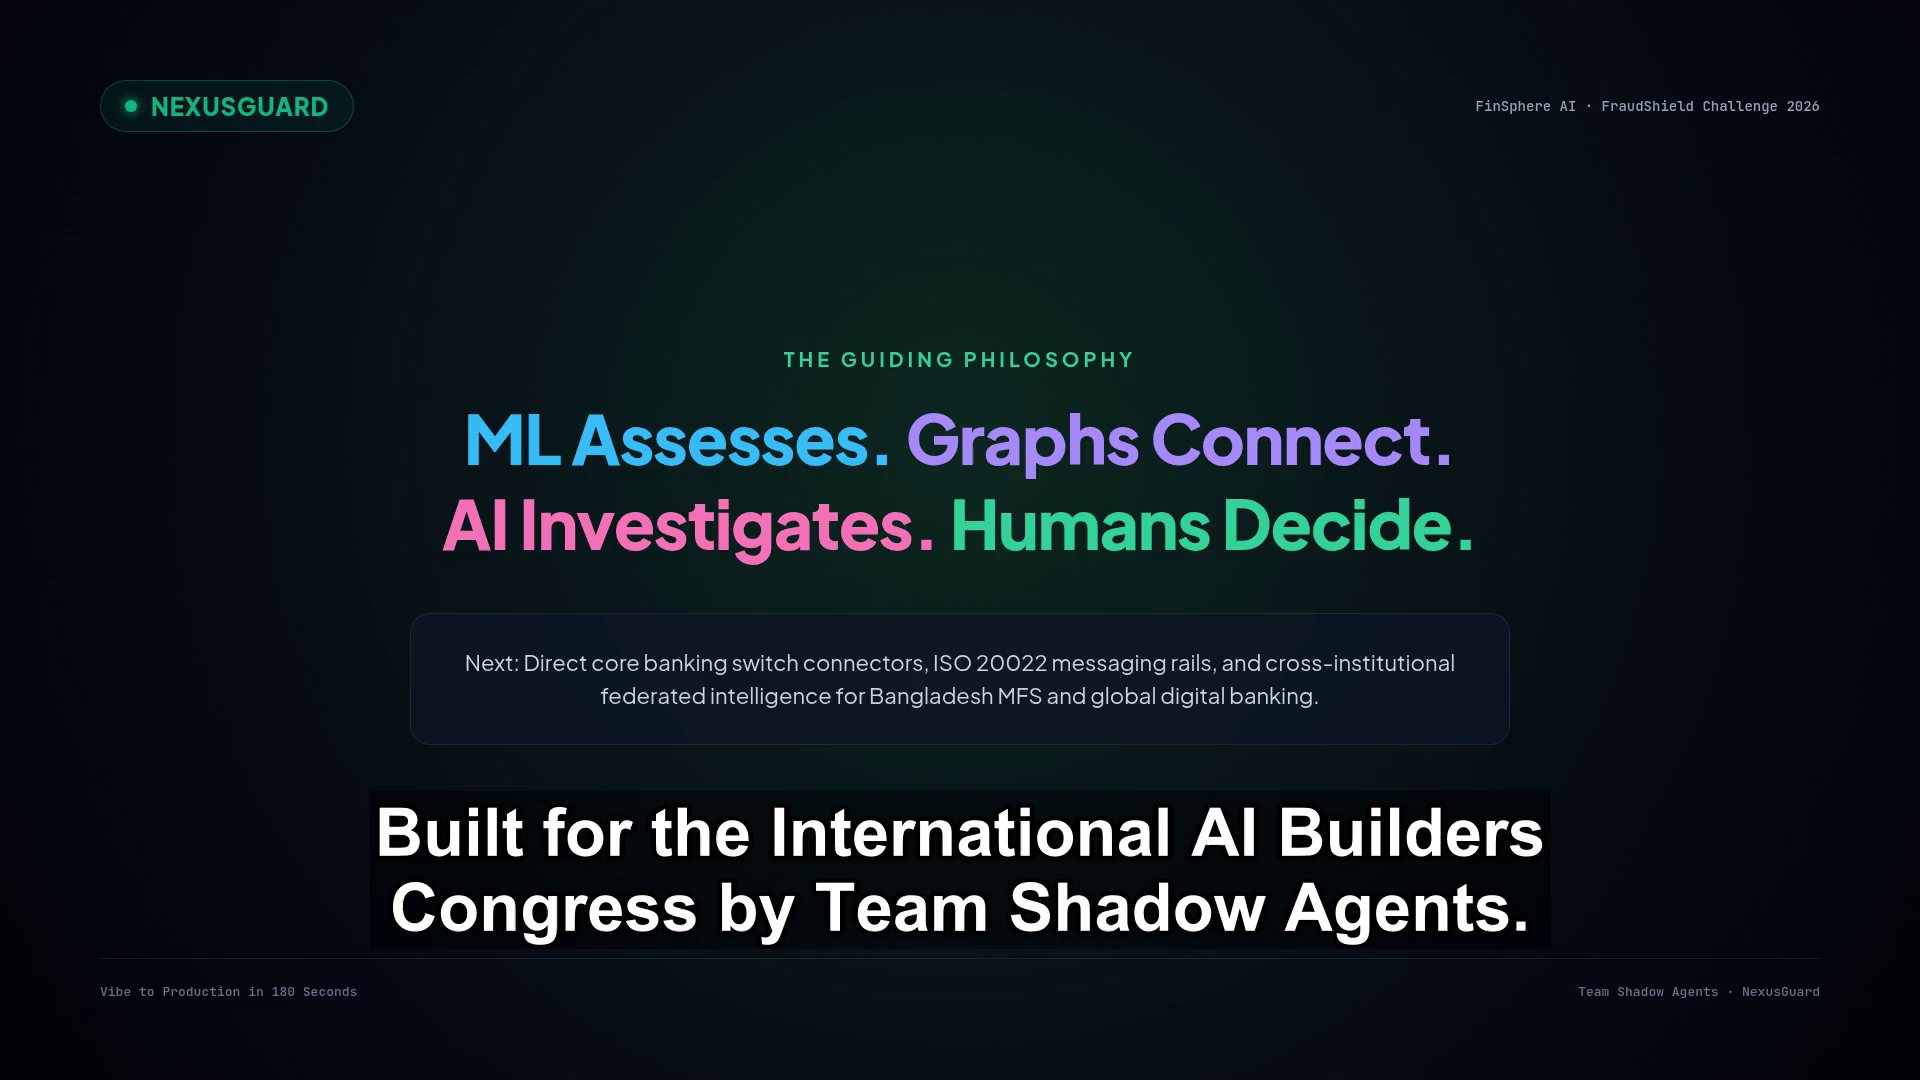 NEXUSGUARD
FinSphere AI · FraudShield Challenge 2026
THE GUIDING PHILOSOPHY
ML Assesses. Graphs Connect.
AI Investigates. Humans Decide.
Next: Direct core banking switch connectors, ISO 20022 messaging rails, and cross-institutional
federated intelligence for Bangladesh MFS and global digital banking.
Built for the International AI Builders
Congress by Team Shadow Agents.
Vibe to Production in 180 Seconds
Team Shadow Agents · NexusGuard